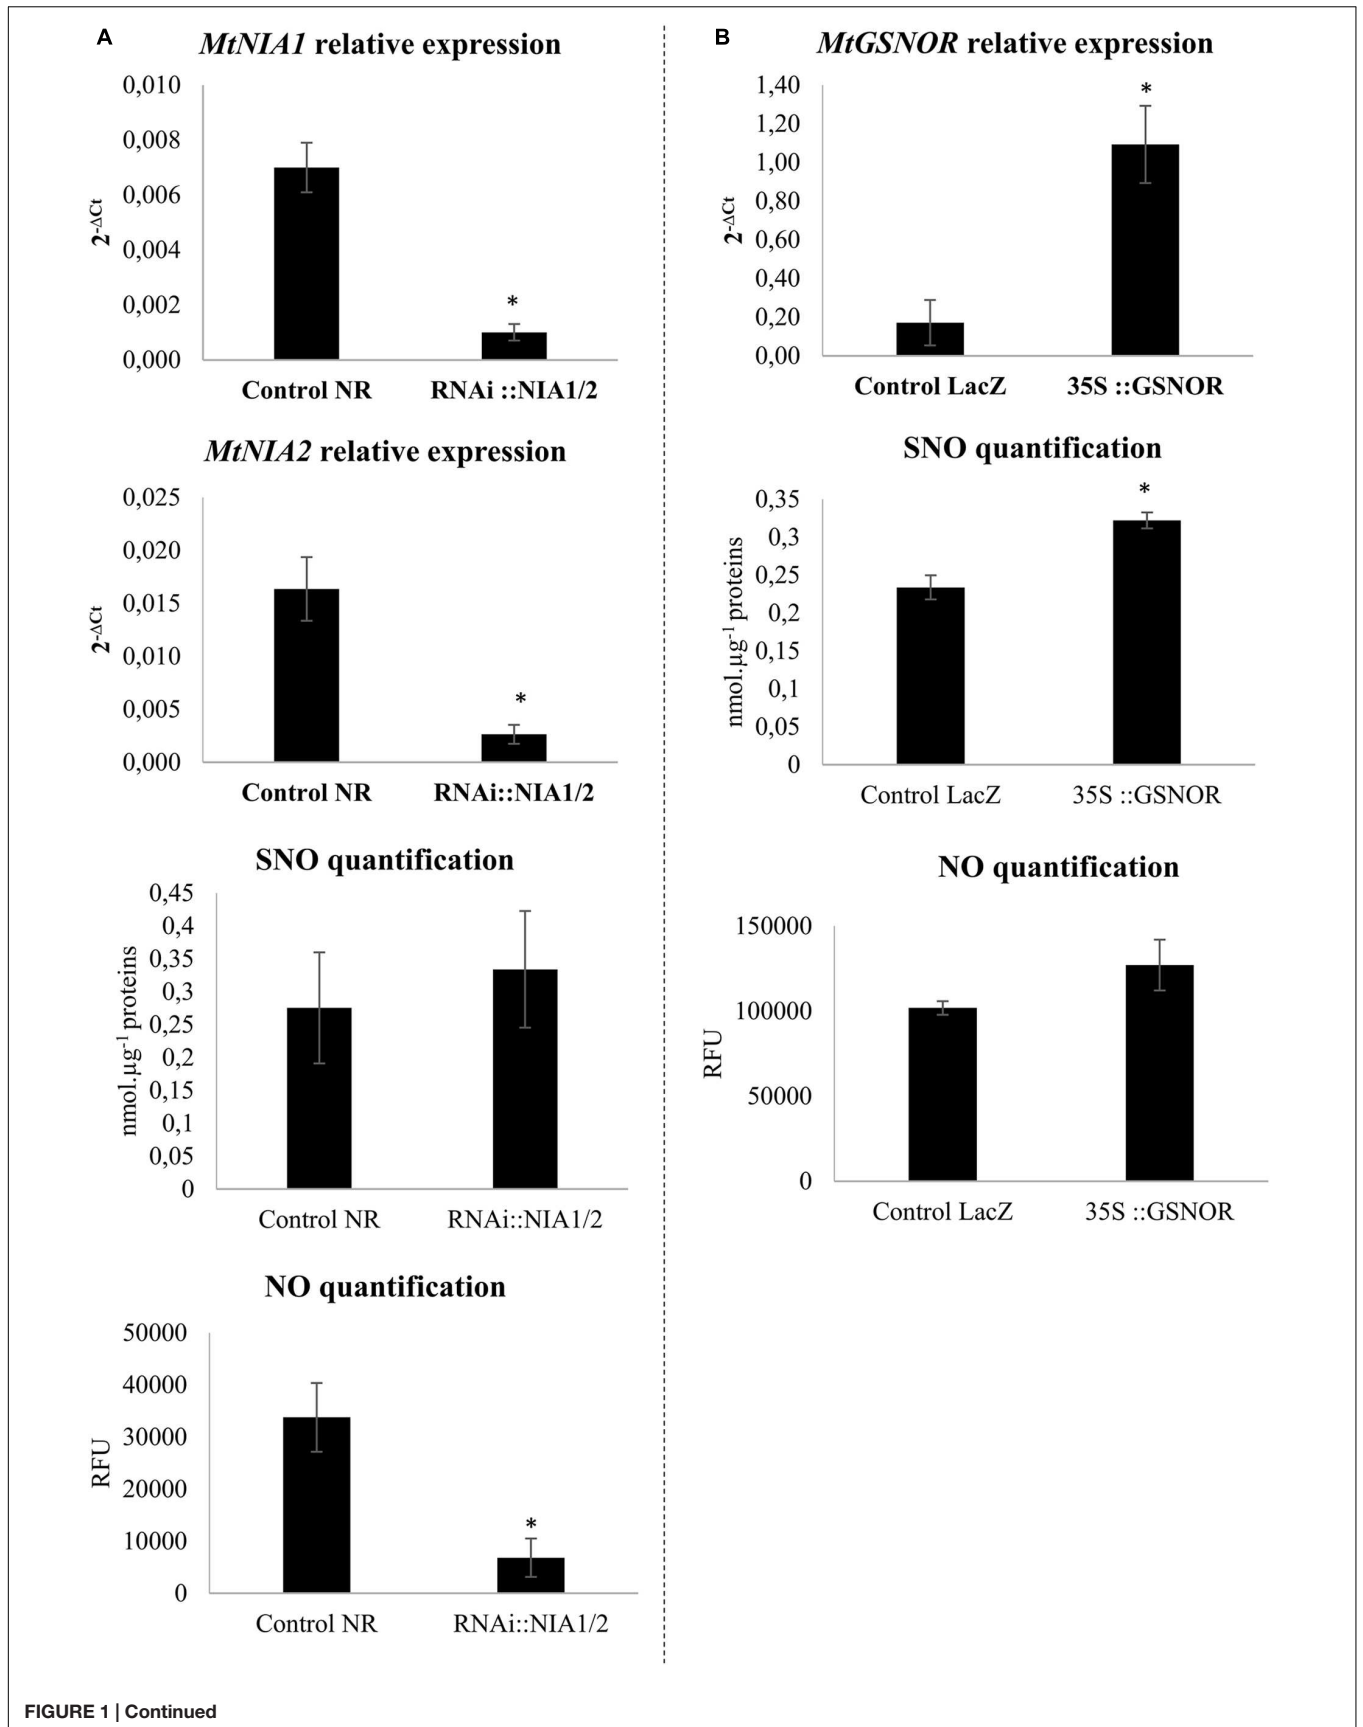 A
MtNIA1 relative expression
0,010
0,008
0,006
0,004
0,002
0,000
2-ΔCt
*
Control NR
RNAi ::NIA1/2
MtNIA2 relative expression
0,025
0,020
0,015
0,010
0,005
0,000
2-ΔCt
*
Control NR
RNAi::NIA1/2
SNO quantification
0,45
0,4
0,35
0,3
0,25
0,2
0,15
0,1
0,05
0
nmol.µg-1 proteins
Control NR
RNAi::NIA1/2
NO quantification
50000
40000
30000
20000
10000
0
RFU
*
Control NR
RNAi::NIA1/2
B
MtGSNOR relative expression
1,40
1,20
1,00
0,80
0,60
0,40
0,20
0,00
2-ΔCt
*
Control LacZ
35S ::GSNOR
SNO quantification
0,35
0,3
0,25
0,2
0,15
0,1
0,05
0
nmol.µg-1 proteins
*
Control LacZ
35S ::GSNOR
NO quantification
150000
100000
50000
0
RFU
Control LacZ
35S ::GSNOR
FIGURE 1 | Continued